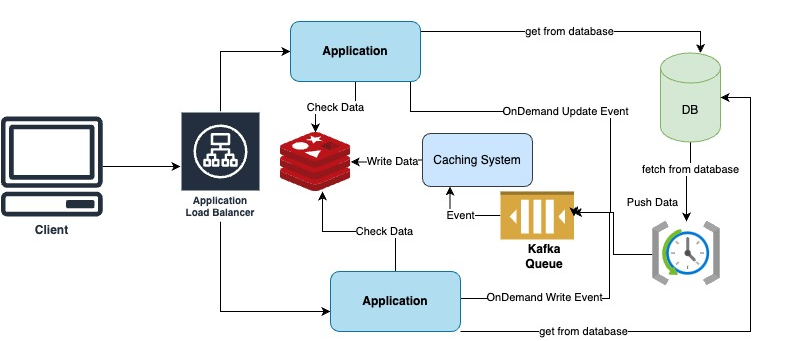 get from database
Application
Check Data
OnDemand Update Event
DB
Write Data
Caching System
fetch from database
Application
Load Balancer
Push Data
Event
Client
Check Data
Kafka
Queue
Application
OnDemand Write Event
get from database